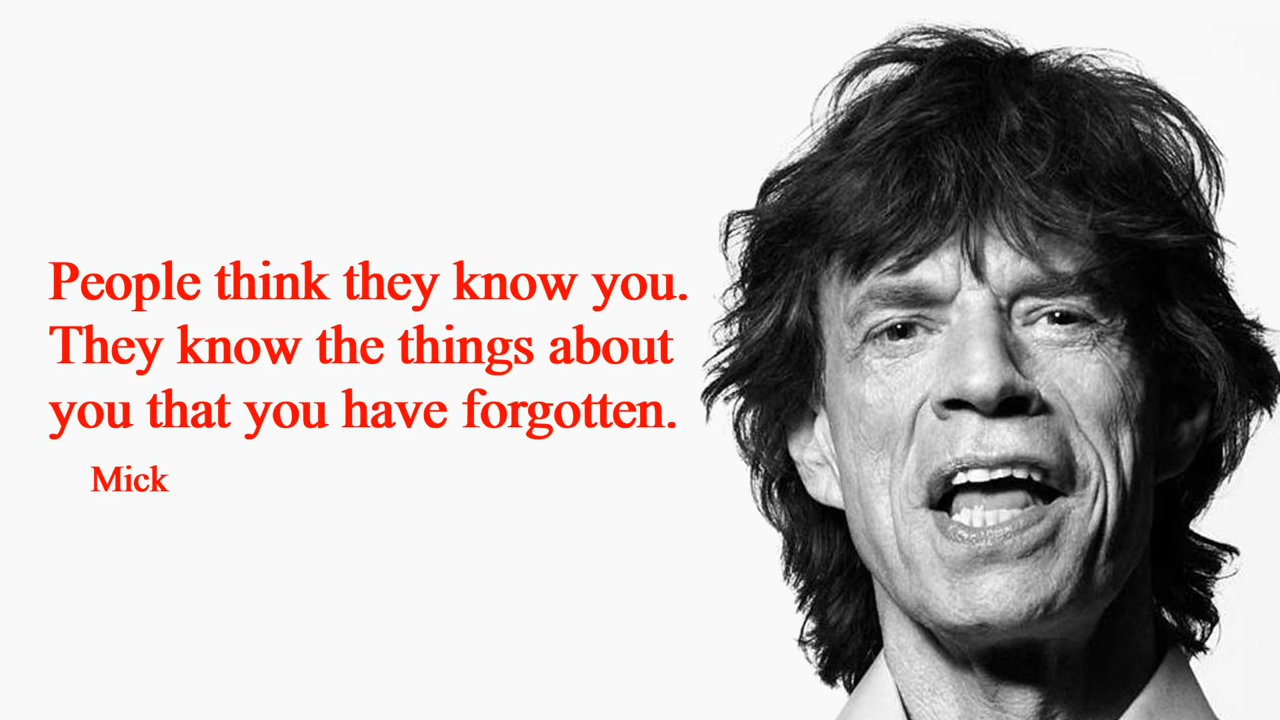 People think they know you.
They know the things about
you that you have forgotten.
Mick